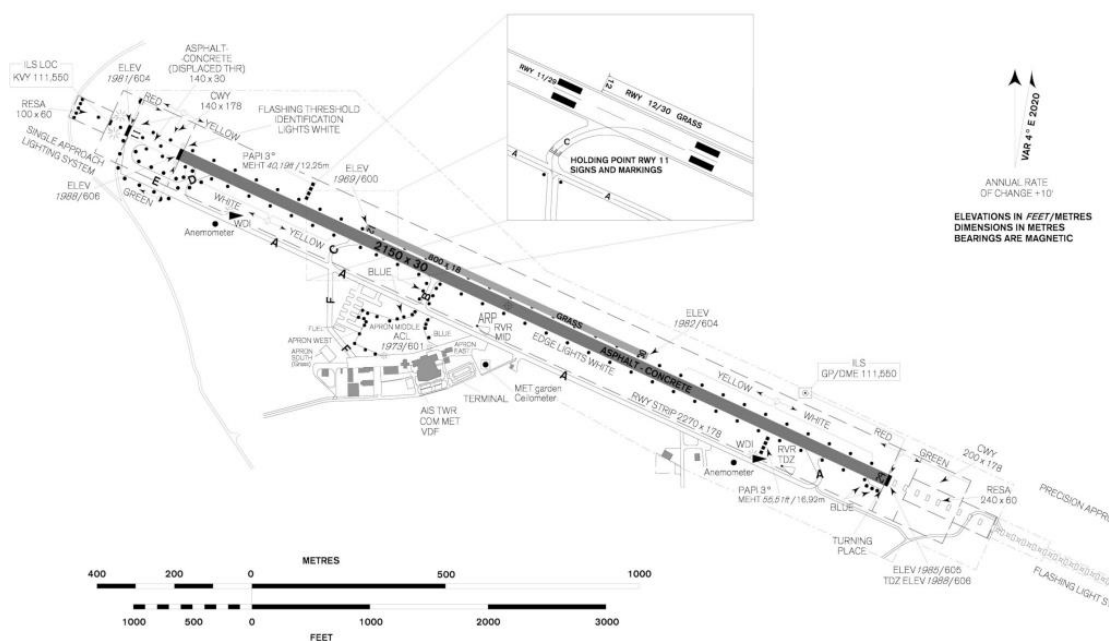 ILS LOC
KVY 111,550
RESA
100 x 60
SINGLE APPROACH
LIGHTING SYSTEM
ELEV
1981/604
ASPHALT-
-CONCRETE
(DISPLACED THR)
140 x 30
CWY
140 x 178
FLASHING THRESHOLD
IDENTIFICATION
LIGHTS WHITE
RED
YELLOW
PAPI 3°
MEHT 40,19ft / 12,25m
ELEV
1969/600
ELEV
1988/606
11
E
D
GREEN
WHITE
YELLOW
WDI
Anemometer
A
C
A
BLUE
F
B
12
2150 x 30
800 x 18
GRASS
30
ASPHALT - CONCRETE
EDGE LIGHTS WHITE
ELEV
1982/604
FUEL
APRON WEST
APRON
SOUTH
(Grass)
F
APRON MIDDLE
ACL
1973/601
BLUE
APRON
EAST
ARP
RVR
MID
A
MET garden
Ceilometer
TERMINAL
AIS TWR
COM MET
VDF
RWY STRIP 2270 x 178
YELLOW
WHITE
RED
GREEN
ILS
GP/DME 111,550
WDI
RVR
TDZ
Anemometer
A
PAPI 3°
MEHT 55,51ft / 16,92m
BLUE
29
TURNING
PLACE
CWY
200 x 178
RESA
240 x 60
ELEV 1985/605
TDZ ELEV 1988/606
PRECISION APPRO
FLASHING LIGHT S
RWY 11/29
12
RWY 12/30 GRASS
C
A
A
HOLDING POINT RWY 11
SIGNS AND MARKINGS
VAR 4° E 2020
ANNUAL RATE
OF CHANGE +10'
ELEVATIONS IN FEET/METRES
DIMENSIONS IN METRES
BEARINGS ARE MAGNETIC
METRES
400 200 0 500 1000
1000 500 0 1000 2000 3000
FEET